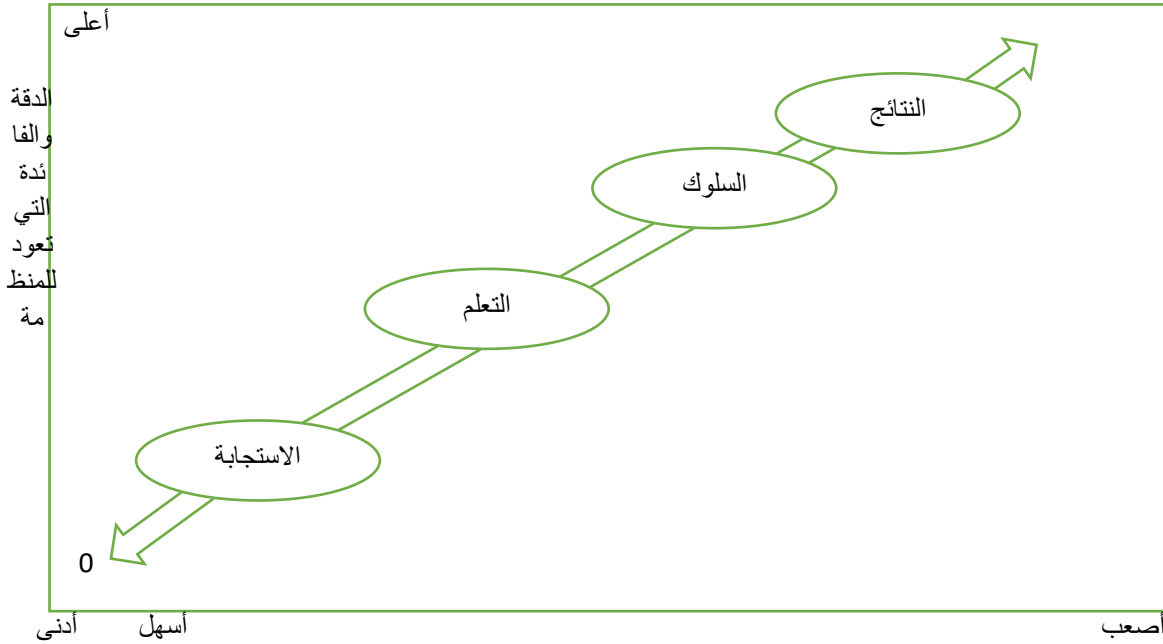 أعلى
الدقة
والفا
ئدة
التي
تعود
للمنظ
مة
النتائج
السلوك
التعلم
الاستجابة
0
أدنى
أسهل
أصعب